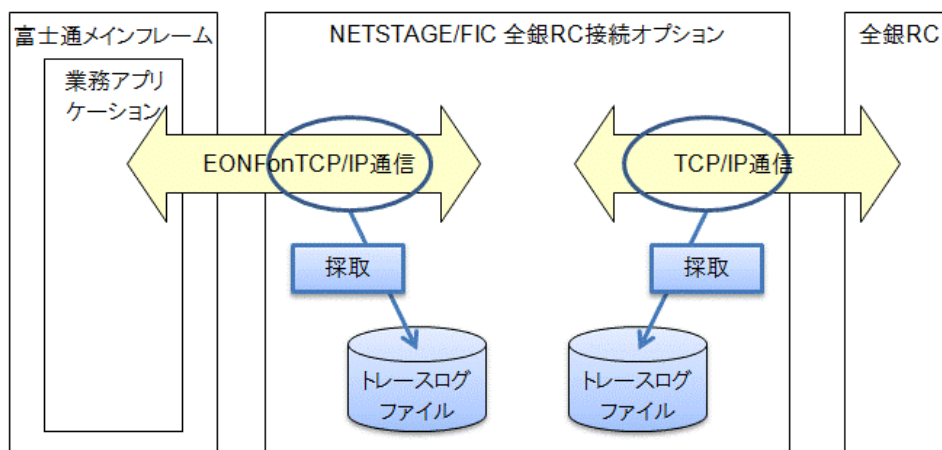 富士通メインフレーム
NETSTAGE/FIC 全銀RC接続オプション
全銀RC
業務アプリ
ケーション
EONFonTCP/IP通信
TCP/IP通信
採取
採取
トレースログ
ファイル
トレースログ
ファイル